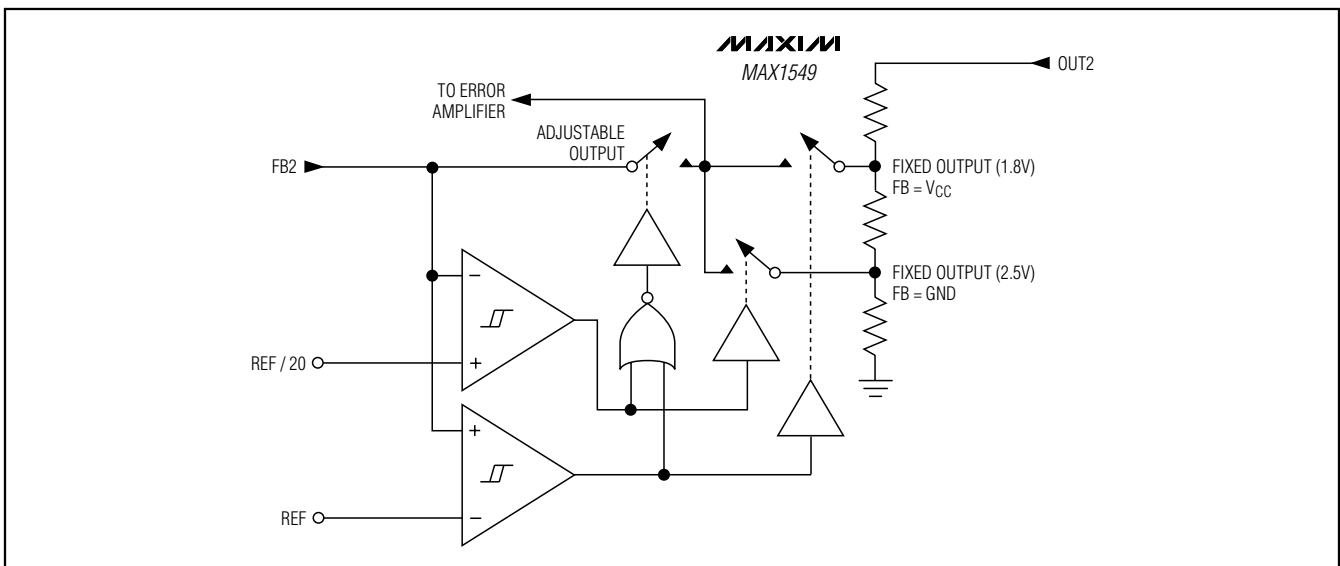 MAXIM
MAX1549
OUT2
TO ERROR
AMPLIFIER
ADJUSTABLE
OUTPUT
FB2
FIXED OUTPUT (1.8V)
FB = VCC
FIXED OUTPUT (2.5V)
FB = GND
−
+
REF / 20
+
−
REF